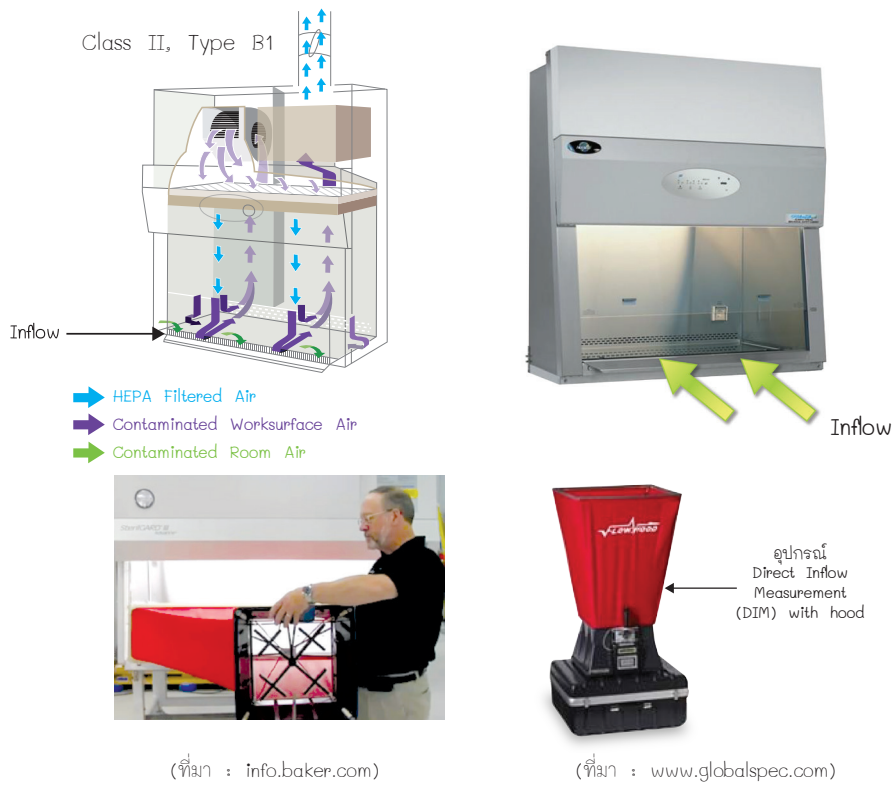 Class II, Type B1
Inflow
HEPA Filtered Air
Contaminated Worksurface Air
Contaminated Room Air
Inflow
FLOW HOOD
อุปกรณ์
Direct Inflow
Measurement
(DIM) with hood
(ที่มา : info.baker.com)
(ที่มา : www.globalspec.com)